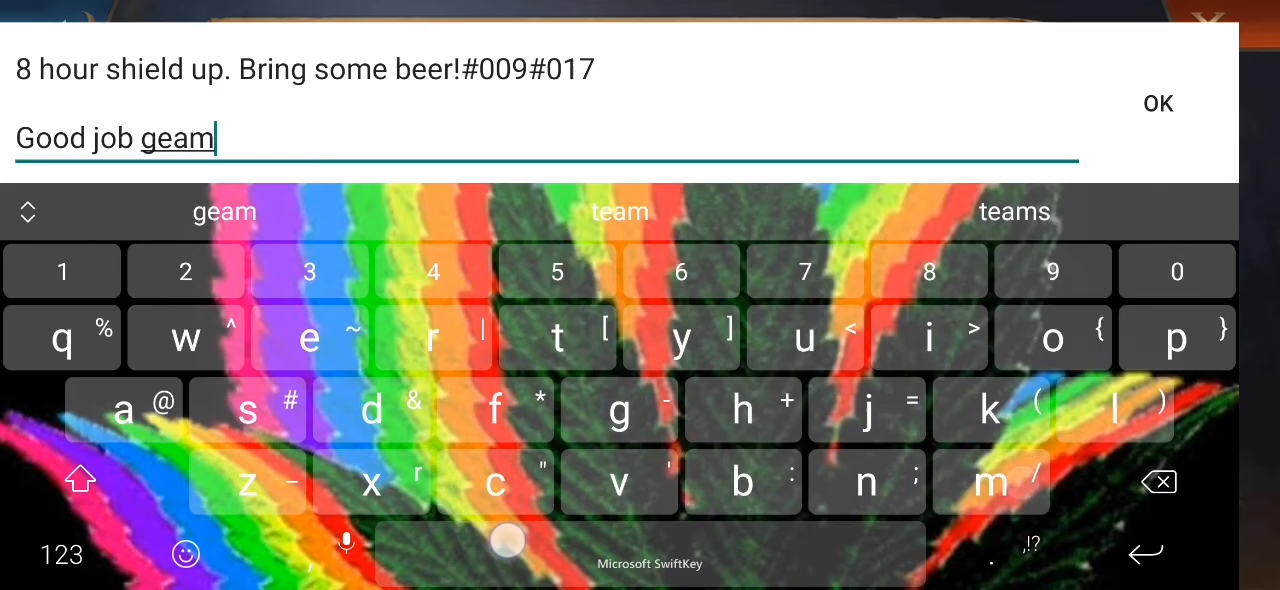 8 hour shield up. Bring some beer!#009#017
OK
Good job geam
geam team teams
1 2 3 4 5 6 7 8 9 0
q % w ^ e ~ r | t [ y ] u < i > o { p }
a @ s # d & f * g - h + j = k ( l )
z _ x r c " v ' b : n ; m /
123 , Microsoft SwiftKey . ,!?